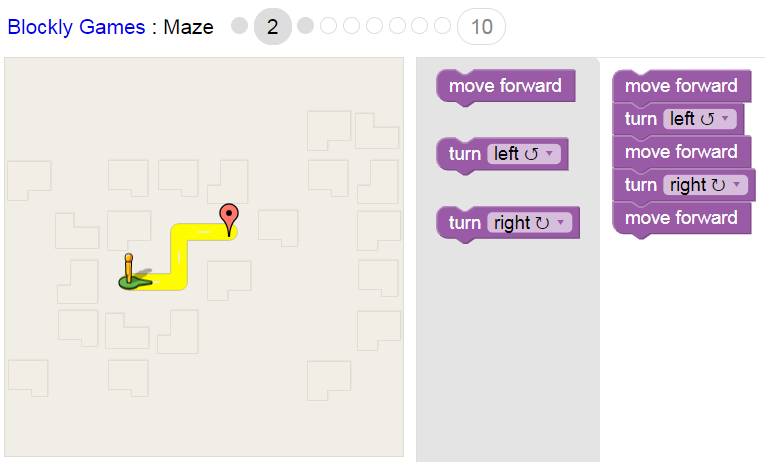 Blockly Games : Maze 2 10
move forward
turn left ↺ ▾
turn right ↻ ▾
move forward
turn left ↺ ▾
move forward
turn right ↻ ▾
move forward